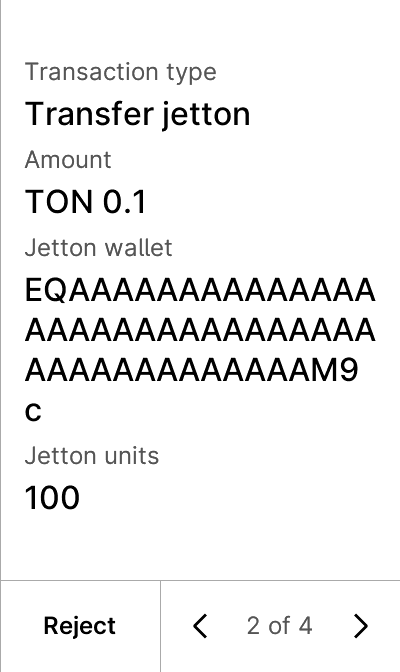 Transaction type
Transfer jetton
Amount
TON 0.1
Jetton wallet
EQAAAAAAAAAAAAAA
AAAAAAAAAAAAAAAA
AAAAAAAAAAAAAM9
c
Jetton units
100
Reject
2 of 4